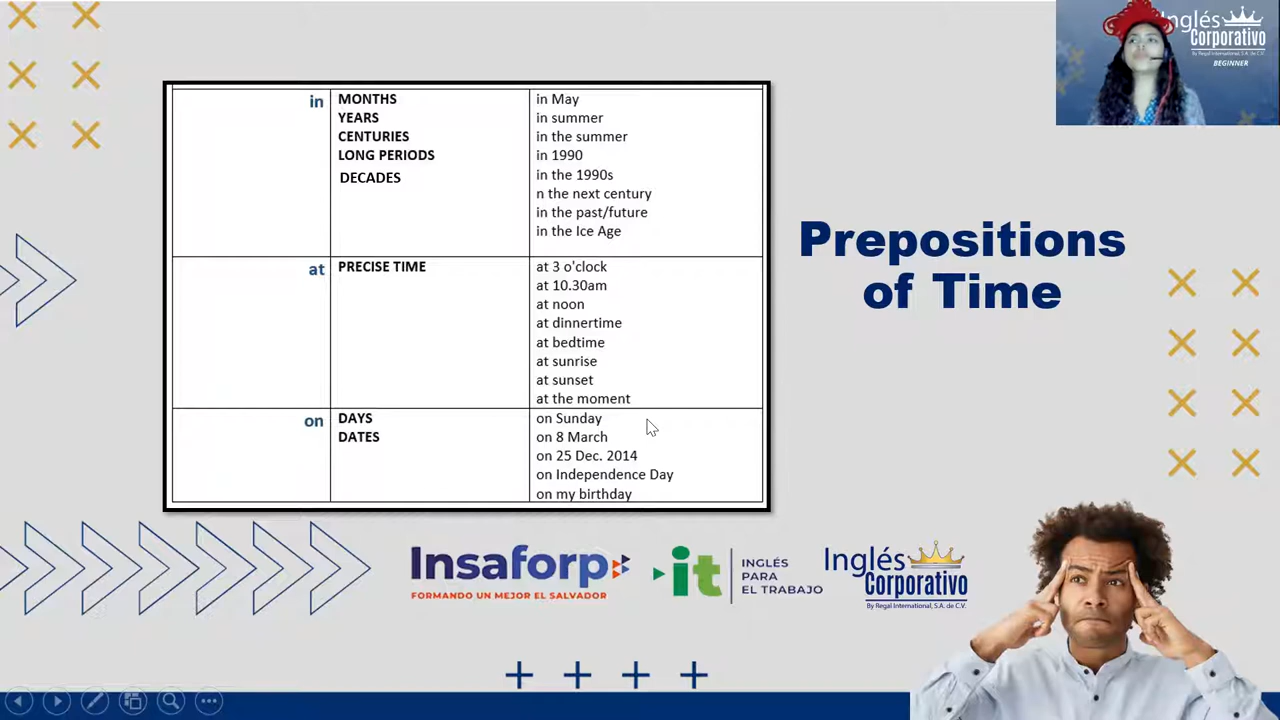 Inglés
Corporativo
By Regal International, S.A. de C.V.
BEGINNER
in
MONTHS
YEARS
CENTURIES
LONG PERIODS
DECADES
in May
in summer
in the summer
in 1990
in the 1990s
n the next century
in the past/future
in the Ice Age
at
PRECISE TIME
at 3 o'clock
at 10.30am
at noon
at dinnertime
at bedtime
at sunrise
at sunset
at the moment
on
DAYS
DATES
on Sunday
on 8 March
on 25 Dec. 2014
on Independence Day
on my birthday
Prepositions
of Time
Insaforp
FORMANDO UN MEJOR EL SALVADOR
it
INGLÉS
PARA
EL TRABAJO
Inglés
Corporativo
By Regal International, S.A. de C.V.